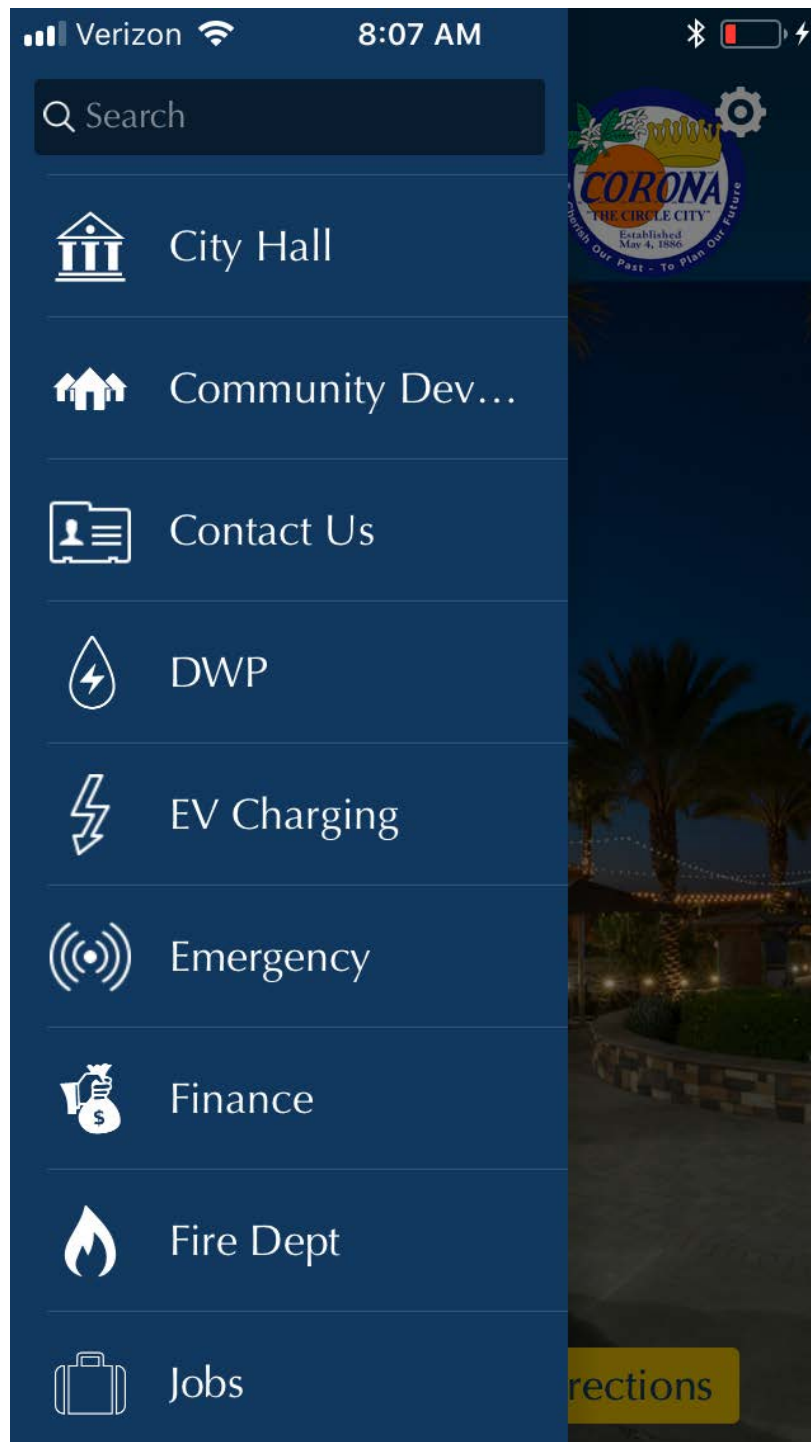 Verizon 8:07 AM
Search
CORONA
"THE CIRCLE CITY"
Established
May 4, 1886
Cherish Our Past - To Plan Our Future
City Hall
Community Dev...
Contact Us
DWP
EV Charging
Emergency
$
Finance
Fire Dept
Jobs
rections